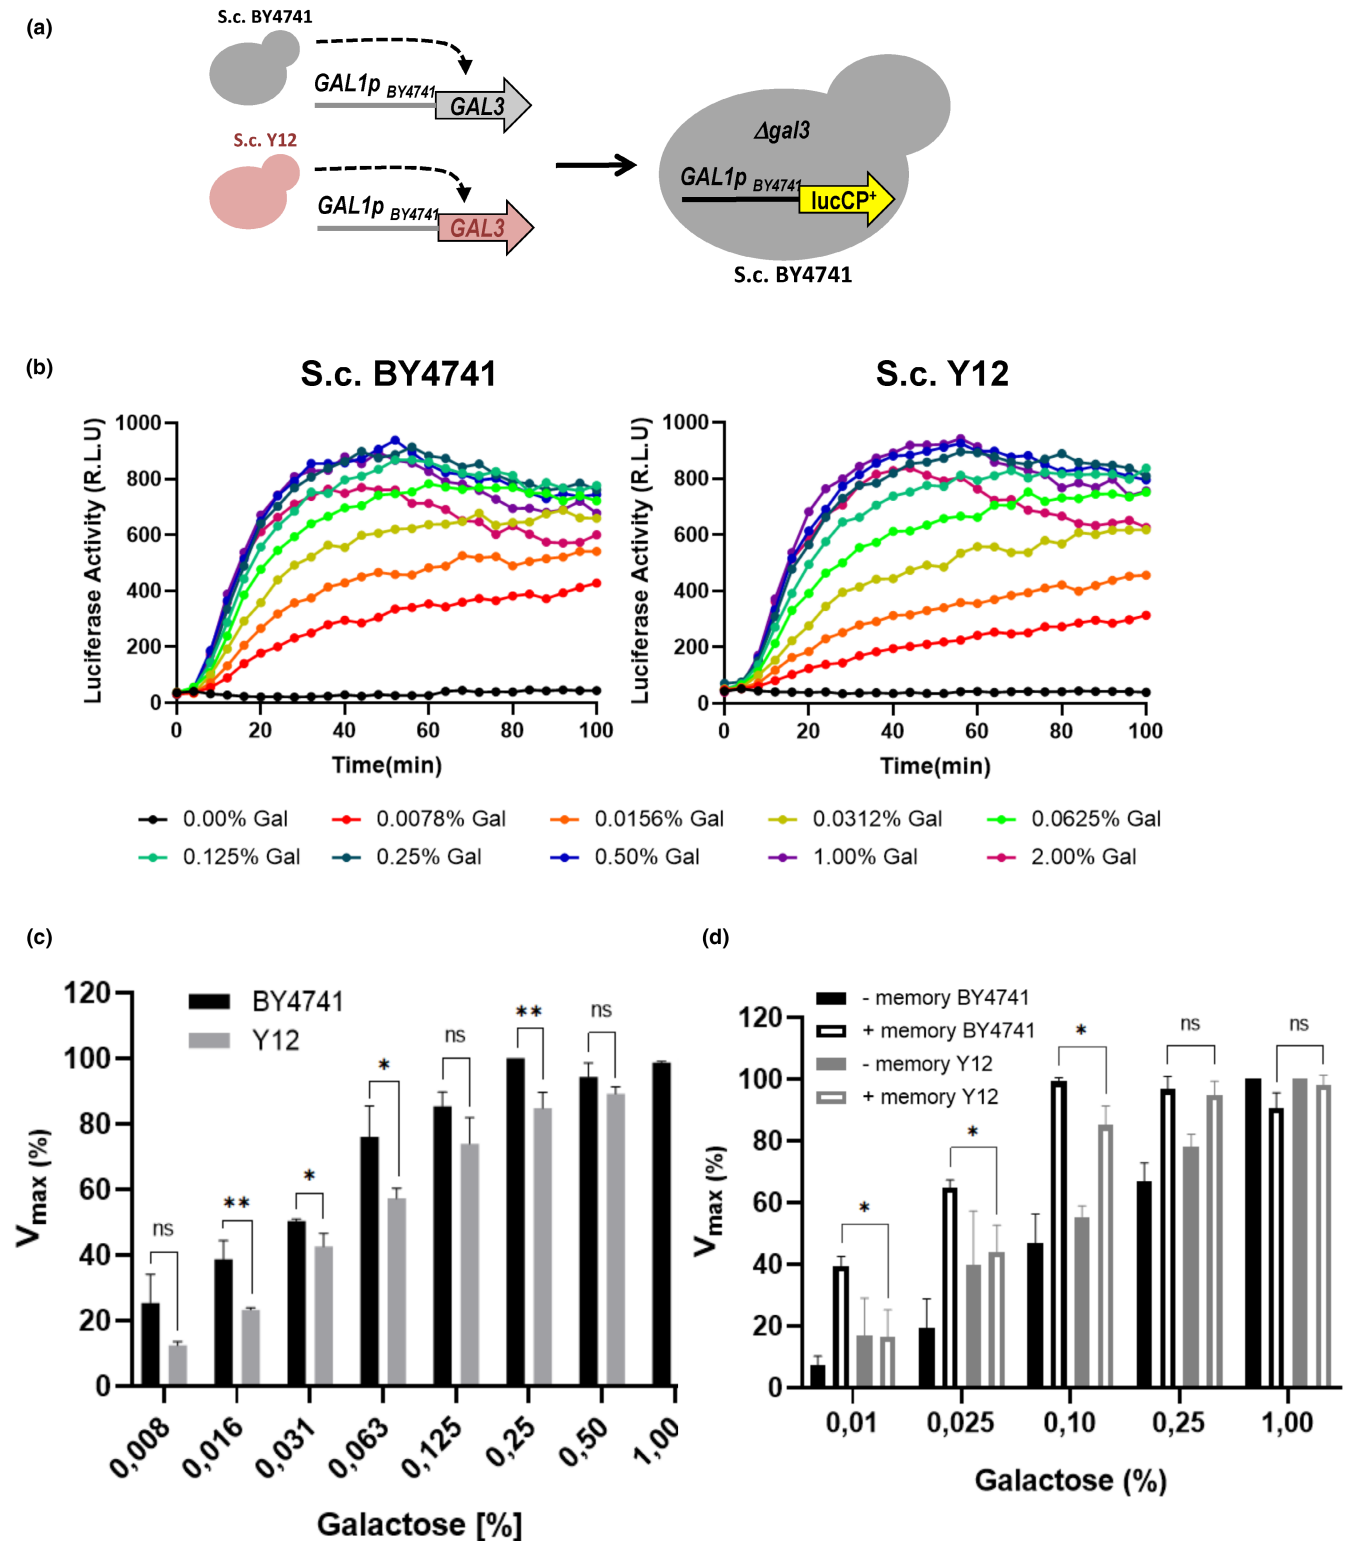 (a)
S.c. BY4741
GAL1p BY4741 GAL3
S.c. Y12
GAL1p BY4741 GAL3
Δgal3
GAL1p BY4741 lucCP+
S.c. BY4741
(b)
S.c. BY4741
S.c. Y12
Luciferase Activity (R.L.U)
1000
800
600
400
200
0
0 20 40 60 80 100
Time(min)
Luciferase Activity (R.L.U)
1000
800
600
400
200
0
0 20 40 60 80 100
Time(min)
0.00% Gal 0.0078% Gal 0.0156% Gal 0.0312% Gal 0.0625% Gal
0.125% Gal 0.25% Gal 0.50% Gal 1.00% Gal 2.00% Gal
(c)
BY4741
Y12
Vmax (%)
120
100
80
60
40
20
0
ns ** * * ns ** ns
0,008 0,016 0,031 0,063 0,125 0,25 0,50 1,00
Galactose [%]
(d)
- memory BY4741
+ memory BY4741
- memory Y12
+ memory Y12
Vmax (%)
120
100
80
60
40
20
0
* * * ns ns
0,01 0,025 0,10 0,25 1,00
Galactose (%)